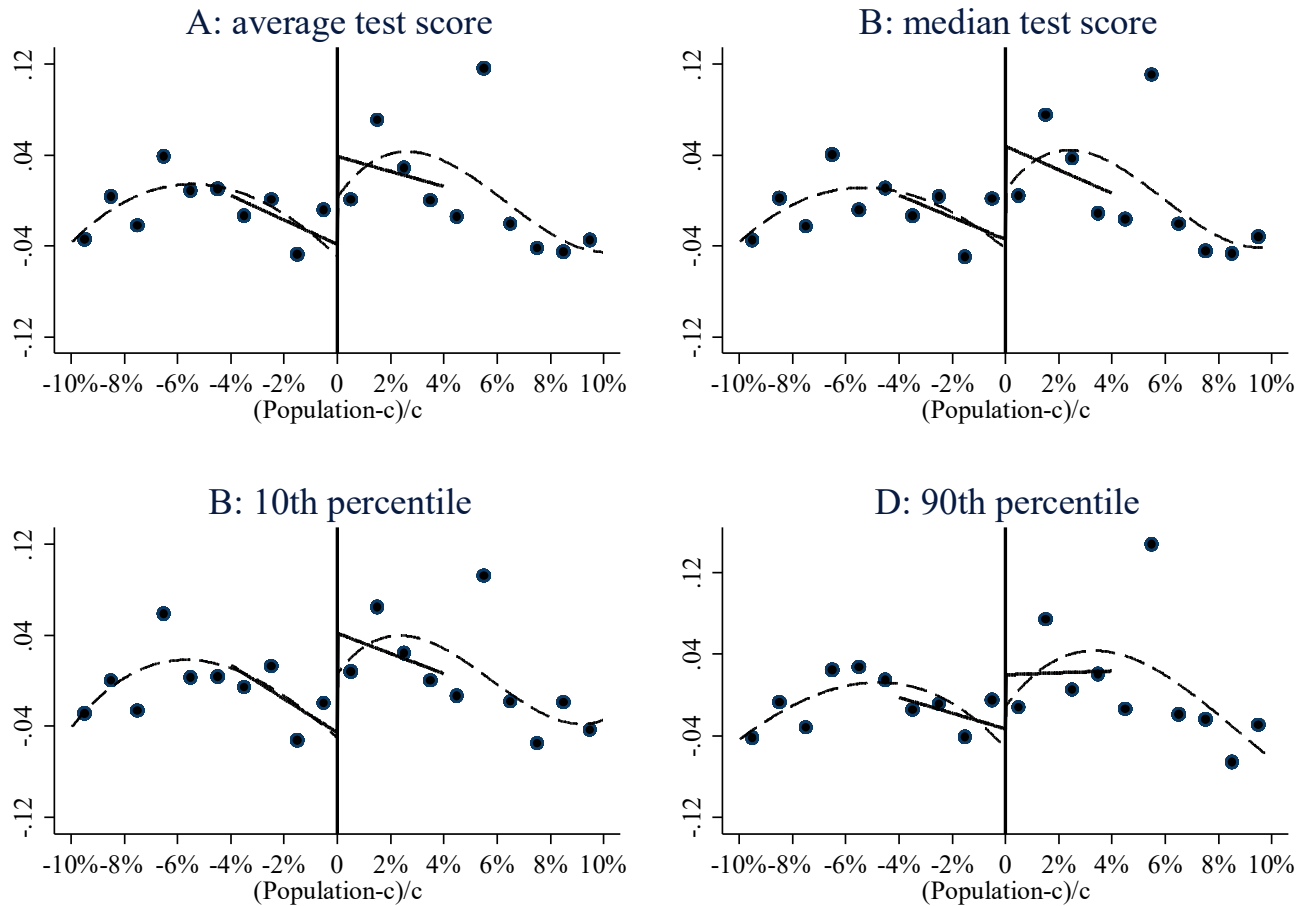 A: average test score
.12
.04
-.04
-.12
-10%-8% -6% -4% -2% 0 2% 4% 6% 8% 10%
(Population-c)/c
B: median test score
.12
.04
-.04
-.12
-10%-8% -6% -4% -2% 0 2% 4% 6% 8% 10%
(Population-c)/c
B: 10th percentile
.12
.04
-.04
-.12
-10%-8% -6% -4% -2% 0 2% 4% 6% 8% 10%
(Population-c)/c
D: 90th percentile
.12
.04
-.04
-.12
-10%-8% -6% -4% -2% 0 2% 4% 6% 8% 10%
(Population-c)/c